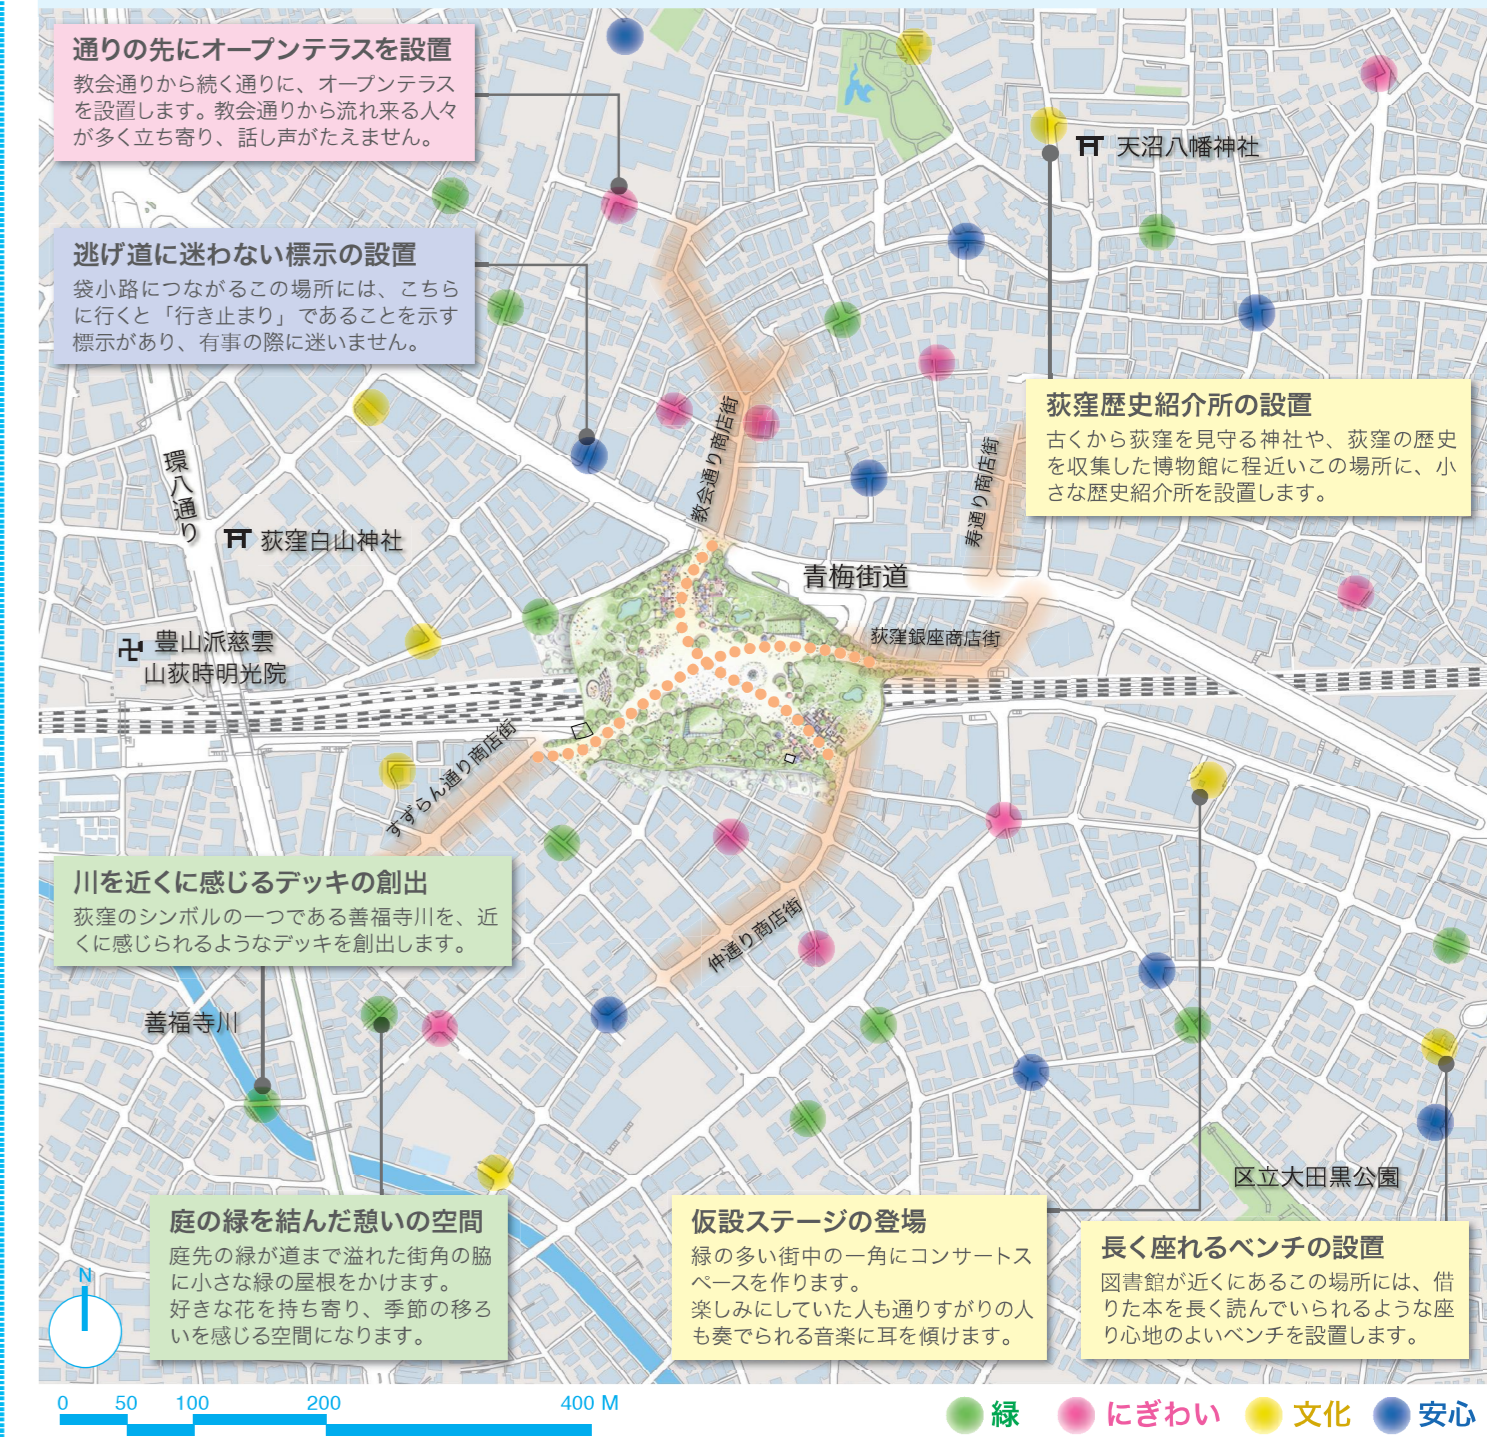 通りの先にオープンテラスを設置
教会通りから続く通りに、オープンテラス
を設置します。教会通りから流れ来る人々
が多く立ち寄り、話し声がたえません。
天沼八幡神社
逃げ道に迷わない標示の設置
袋小路につながるこの場所には、こちら
に行くと「行き止まり」であることを示す
標示があり、有事の際に迷いません。
荻窪歴史紹介所の設置
古くから荻窪を見守る神社や、荻窪の歴史
を収集した博物館に程近いこの場所に、小
さな歴史紹介所を設置します。
教会通り商店街
寿通り商店街
環八通り
荻窪白山神社
青梅街道
荻窪銀座商店街
豊山派慈雲
山荻時明光院
すずらん通り商店街
仲通り商店街
川を近くに感じるデッキの創出
荻窪のシンボルの一つである善福寺川を、近
くに感じられるようなデッキを創出します。
善福寺川
区立大田黒公園
庭の緑を結んだ憩いの空間
庭先の緑が道まで溢れた街角の脇
に小さな緑の屋根をかけます。
好きな花を持ち寄り、季節の移ろ
いを感じる空間になります。
仮設ステージの登場
緑の多い街中の一角にコンサートス
ペースを作ります。
楽しみにしていた人も通りすがりの人
も奏でられる音楽に耳を傾けます。
長く座れるベンチの設置
図書館が近くにあるこの場所には、借
りた本を長く読んでいられるような座
り心地のよいベンチを設置します。
N
0 50 100 200 400 M
緑 にぎわい 文化 安心